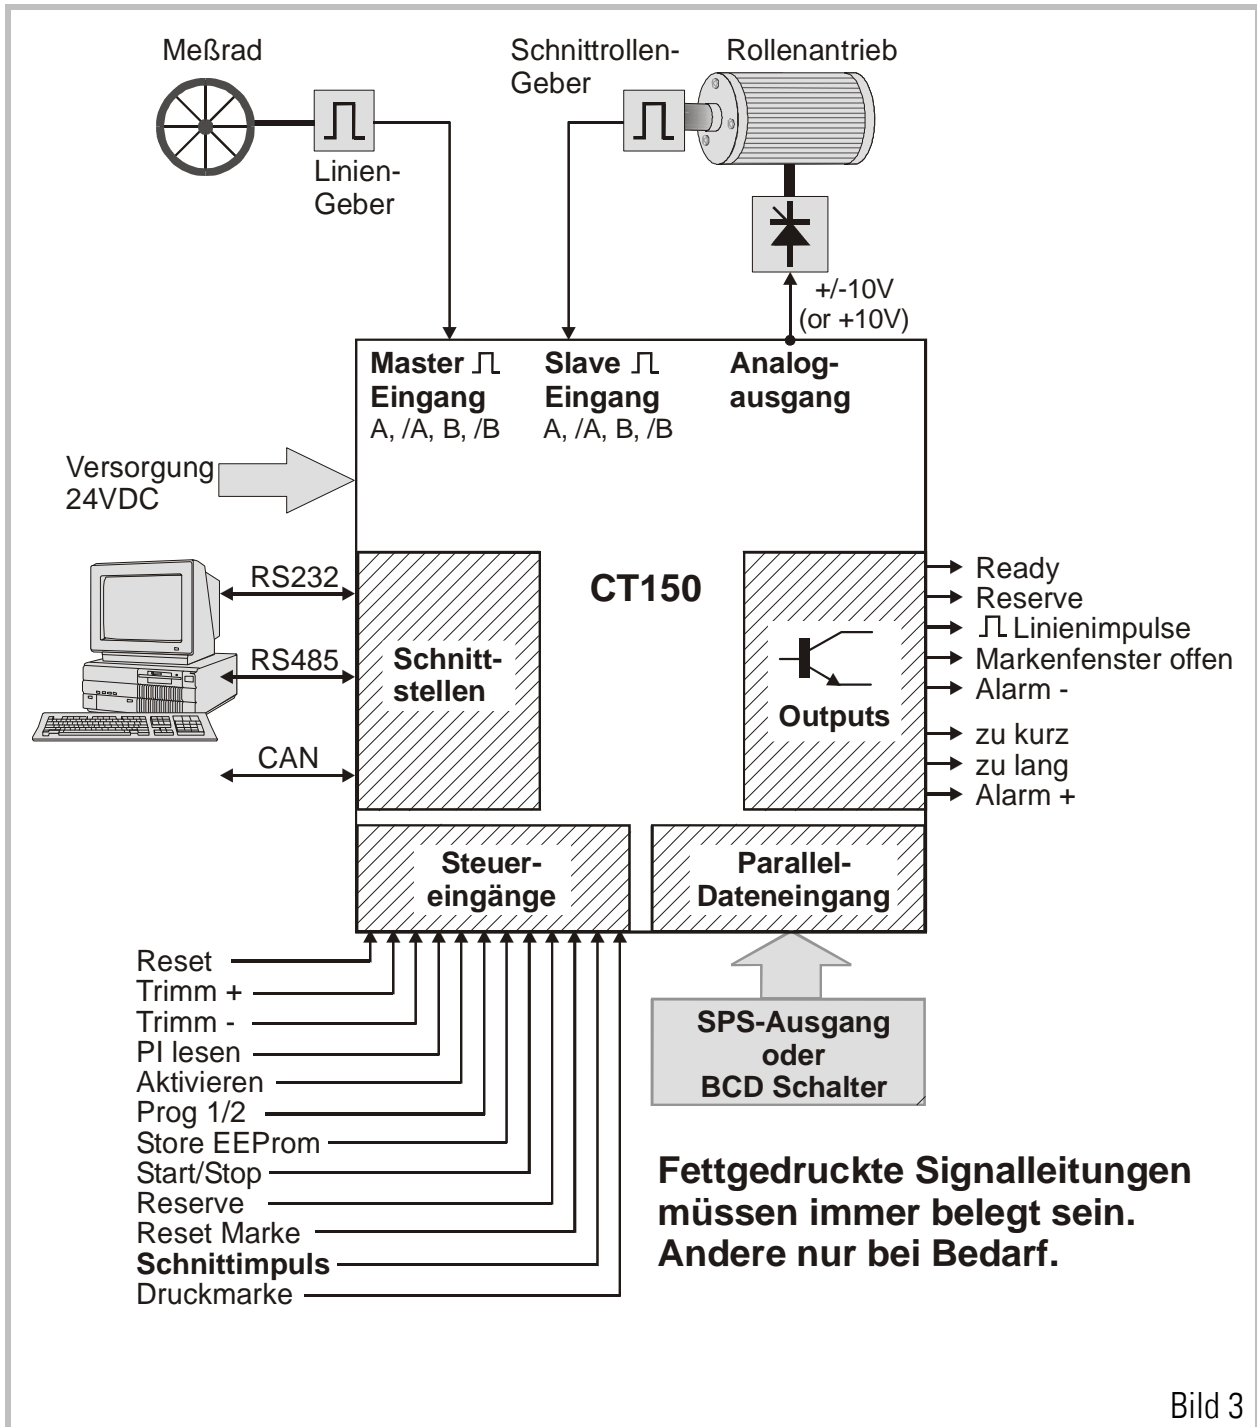 Meßrad
Linien-
Geber
Schnittrollen-
Geber
Rollenantrieb
+/-10V
(or +10V)
Master
Eingang
A, /A, B, /B
Slave
Eingang
A, /A, B, /B
Analog-
ausgang
Versorgung
24VDC
RS232
RS485
CAN
Schnitt-
stellen
CT150
Outputs
Ready
Reserve
Linienimpulse
Markenfenster offen
Alarm -
zu kurz
zu lang
Alarm +
Steuer-
eingänge
Parallel-
Dateneingang
Reset
Trimm +
Trimm -
PI lesen
Aktivieren
Prog 1/2
Store EEProm
Start/Stop
Reserve
Reset Marke
Schnittimpuls
Druckmarke
SPS-Ausgang
oder
BCD Schalter
Fettgedruckte Signalleitungen
müssen immer belegt sein.
Andere nur bei Bedarf.
Bild 3